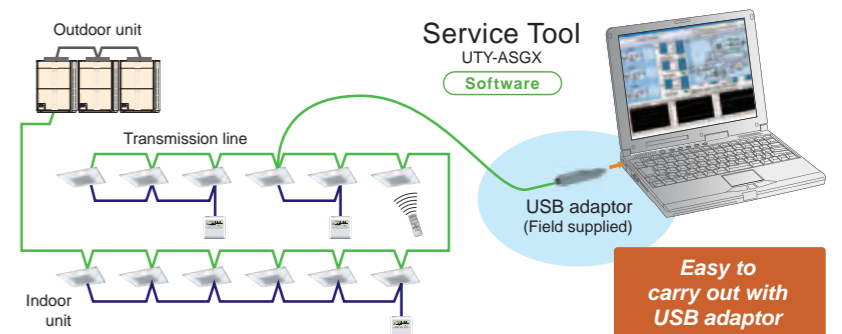 Outdoor unit
Service Tool
UTY-ASGX
Software
Transmission line
USB adaptor
(Field supplied)
Easy to
carry out with
USB adaptor
Indoor
unit